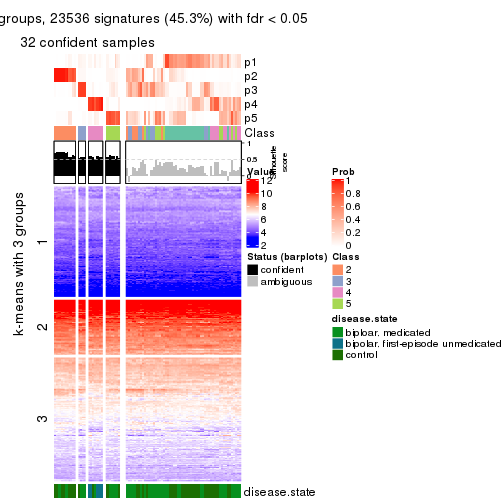 groups, 23536 signatures (45.3%) with fdr < 0.05
32 confident samples
p1
p2
p3
p4
p5
Class
1
0.5
0
Silhouette
score
k-means with 3 groups
1
2
3
Value
12
10
8
6
4
2
Prob
1
0.8
0.6
0.4
0.2
0
Status (barplots)
confident
ambiguous
Class
2
3
4
5
disease.state
biploar. medicated
bipolar. first-episode unmedicated
control
disease.state